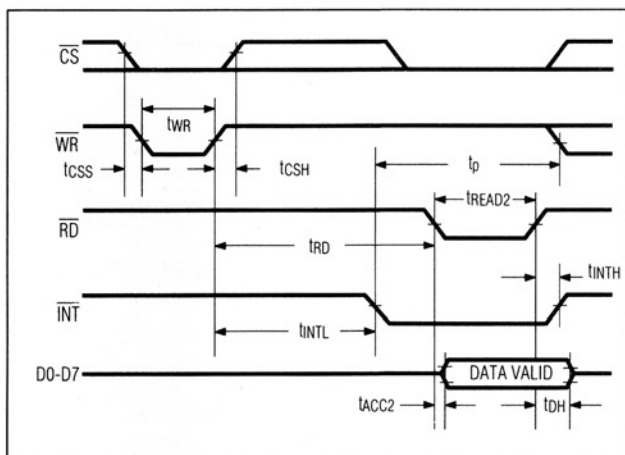 CS
tWR
WR
tCSS
tCSH
tp
tREAD2
RD
tRD
tINTH
INT
tINTL
D0-D7
DATA VALID
tACC2
tDH